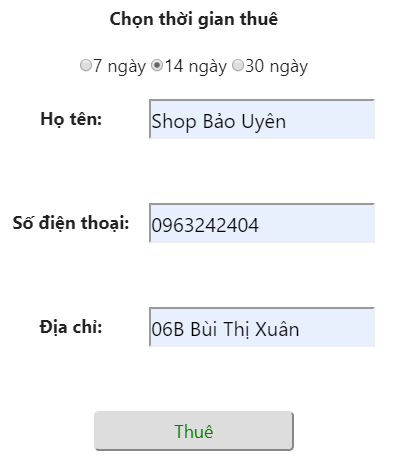 Chọn thời gian thuê
7 ngày 14 ngày 30 ngày
Họ tên: Shop Bảo Uyên
Số điện thoại: 0963242404
Địa chỉ: 06B Bùi Thị Xuân
Thuê